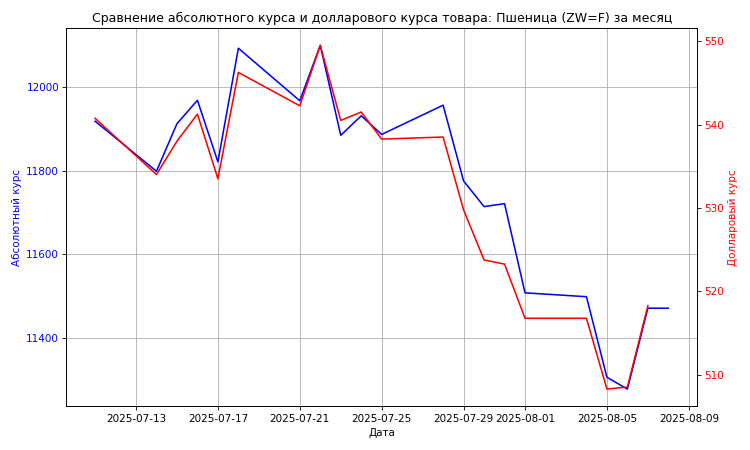 Сравнение абсолютного курса и долларового курса товара: Пшеница (ZW=F) за месяц
12000
11800
11600
11400
Абсолютный курс
550
540
530
520
510
Долларовый курс
2025-07-13 2025-07-17 2025-07-21 2025-07-25 2025-07-29 2025-08-01 2025-08-05 2025-08-09
Дата